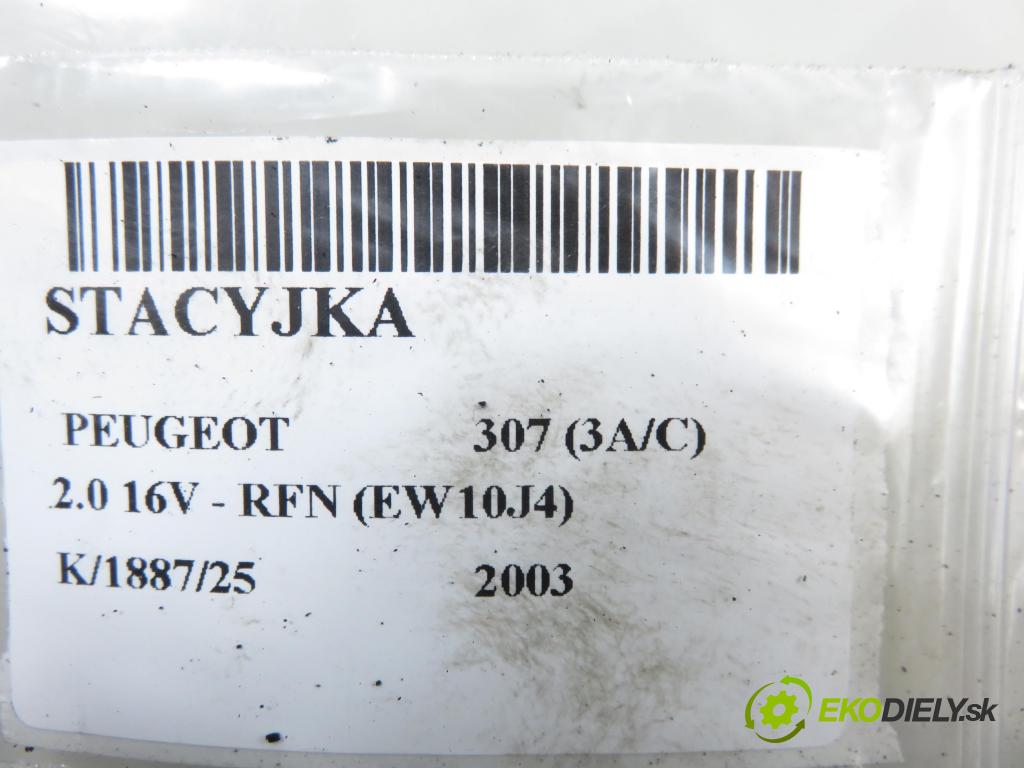 STACYJKA
PEUGEOT 307 (3A/C)
2.0 16V - RFN (EW10J4)
K/1887/25 2003
EKODIELY.sk